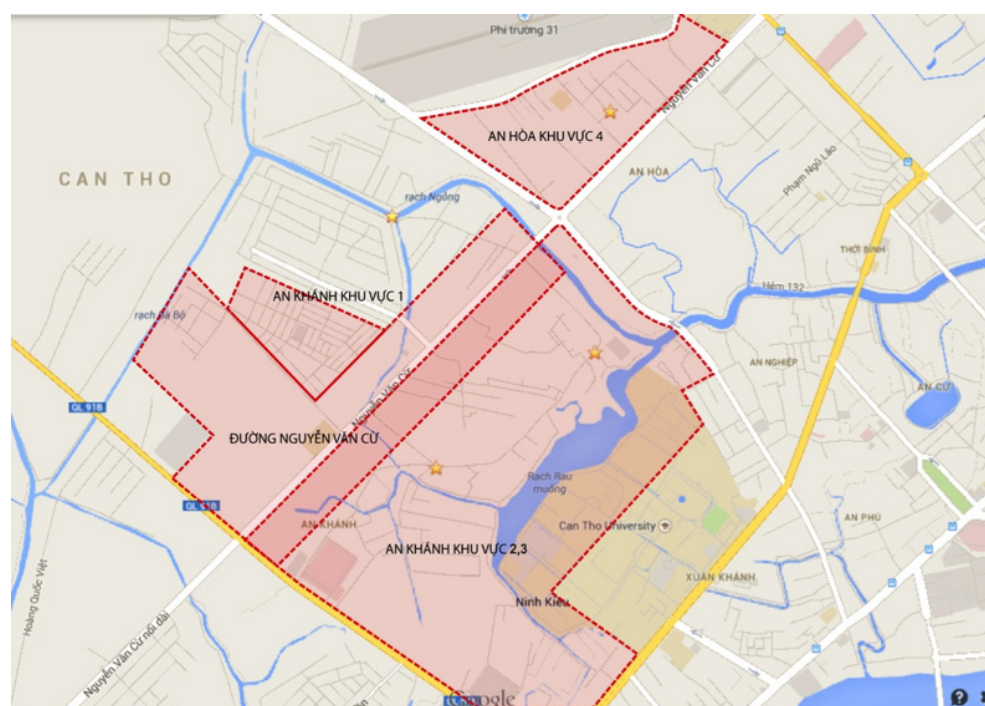 Phi trường 31
Nguyễn Văn Cừ
AN HÒA KHU VỰC 4
CAN THO
AN HÒA
Phạm Ngũ Lão
rạch Ngỗng
THỚI BÌNH
Hẻm 132
AN KHÁNH KHU VỰC 1
rạch Bà Bộ
AN NGHIỆP
AN CƯ
QL 91B
Nguyễn Văn Cừ
ĐƯỜNG NGUYỄN VĂN CỪ
Rạch Rau
muống
QL 91B
AN KHÁNH
Can Tho University
AN PHÚ
AN KHÁNH KHU VỰC 2,3
XUÂN KHÁNH
Hoàng Quốc Việt
Ninh Kiều
Nguyễn Văn Cừ nối dài
Google